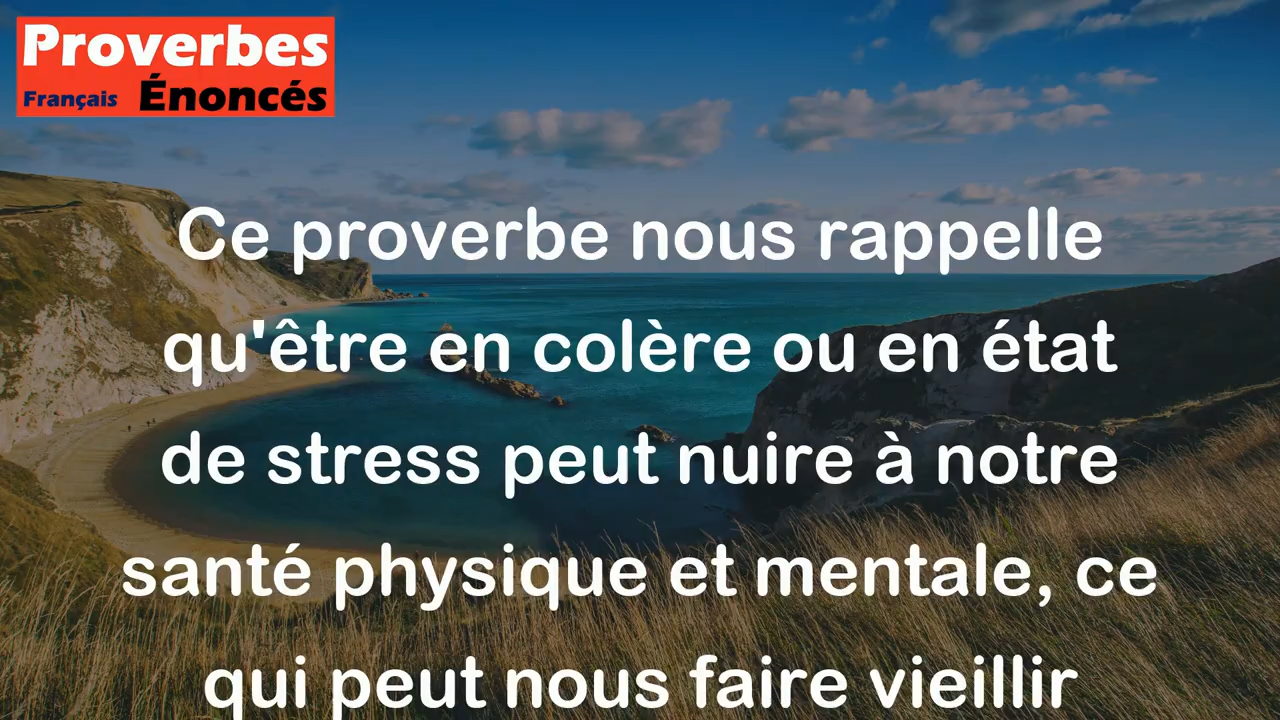 Proverbes
Français Énoncés
Ce proverbe nous rappelle
qu'être en colère ou en état
de stress peut nuire à notre
santé physique et mentale, ce
qui peut nous faire vieillir